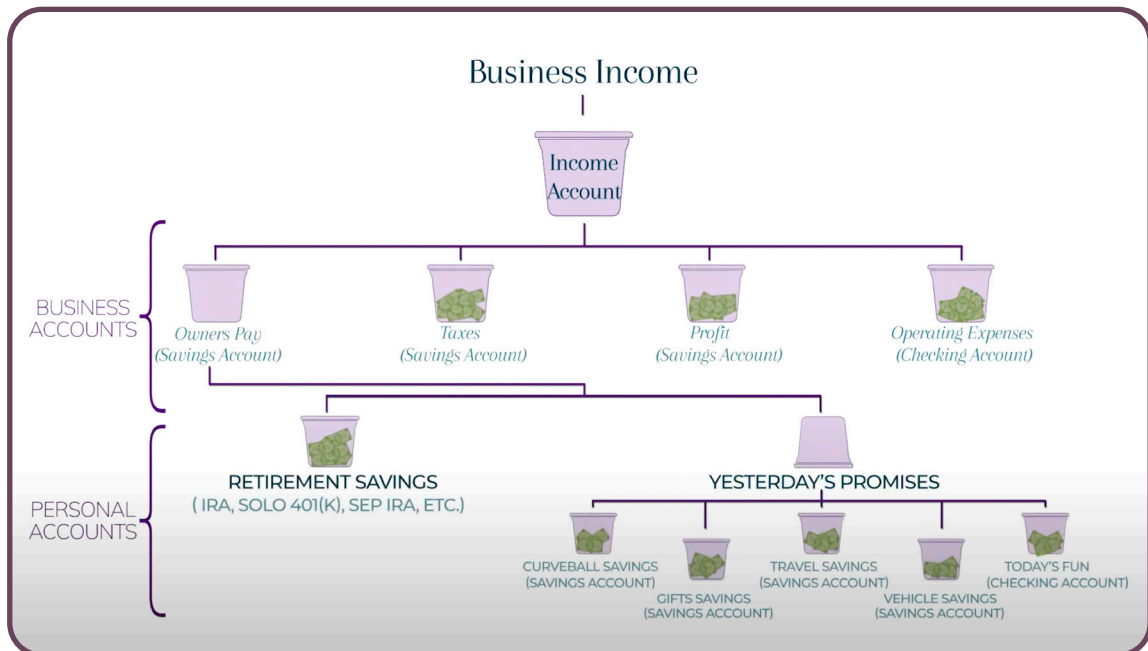 Business Income
Income
Account
BUSINESS
ACCOUNTS
Owners Pay
(Savings Account)
Taxes
(Savings Account)
Profit
(Savings Account)
Operating Expenses
(Checking Account)
PERSONAL
ACCOUNTS
RETIREMENT SAVINGS
( IRA, SOLO 401(K), SEP IRA, ETC.)
YESTERDAY'S PROMISES
CURVEBALL SAVINGS
(SAVINGS ACCOUNT)
GIFTS SAVINGS
(SAVINGS ACCOUNT)
TRAVEL SAVINGS
(SAVINGS ACCOUNT)
VEHICLE SAVINGS
(SAVINGS ACCOUNT)
TODAY'S FUN
(CHECKING ACCOUNT)